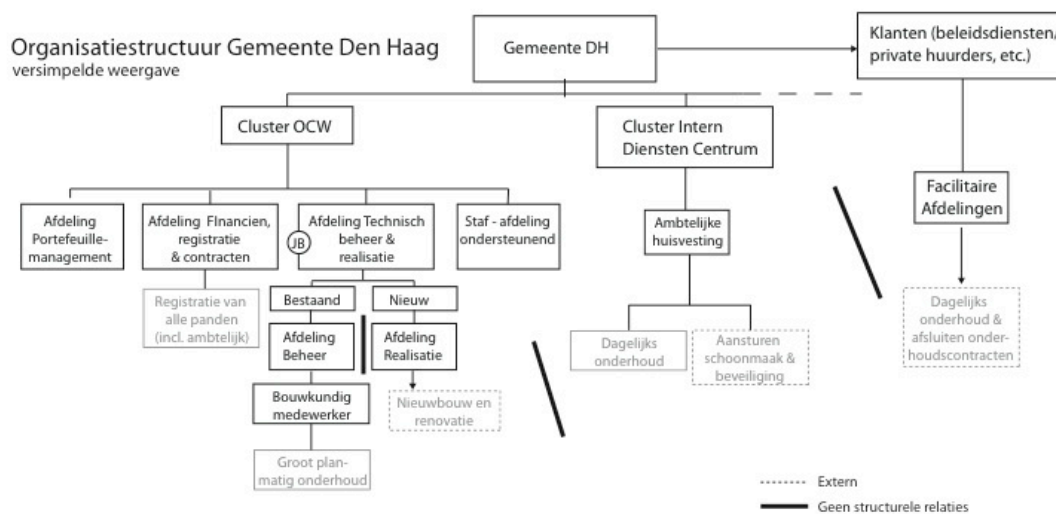 Organisatiestructuur Gemeente Den Haag
versimpelde weergave
Gemeente DH
Klanten (beleidsdiensten,
private huurders, etc.)
Cluster OCW
Cluster Intern
Diensten Centrum
Afdeling
Portefeuille-
management
Afdeling FInancien,
registratie
& contracten
JB
Afdeling Technisch
beheer &
realisatie
Staf - afdeling
ondersteunend
Ambtelijke
huisvesting
Facilitaire
Afdelingen
Registratie van
alle panden
(incl. ambtelijk)
Bestaand
Nieuw
Afdeling
Beheer
Afdeling
Realisatie
Dagelijks
onderhoud
Aansturen
schoonmaak &
beveiliging
Dagelijks
onderhoud &
afsluiten onder-
houdscontracten
Bouwkundig
medewerker
Nieuwbouw en
renovatie
Groot plan-
matig onderhoud
Extern
Geen structurele relaties